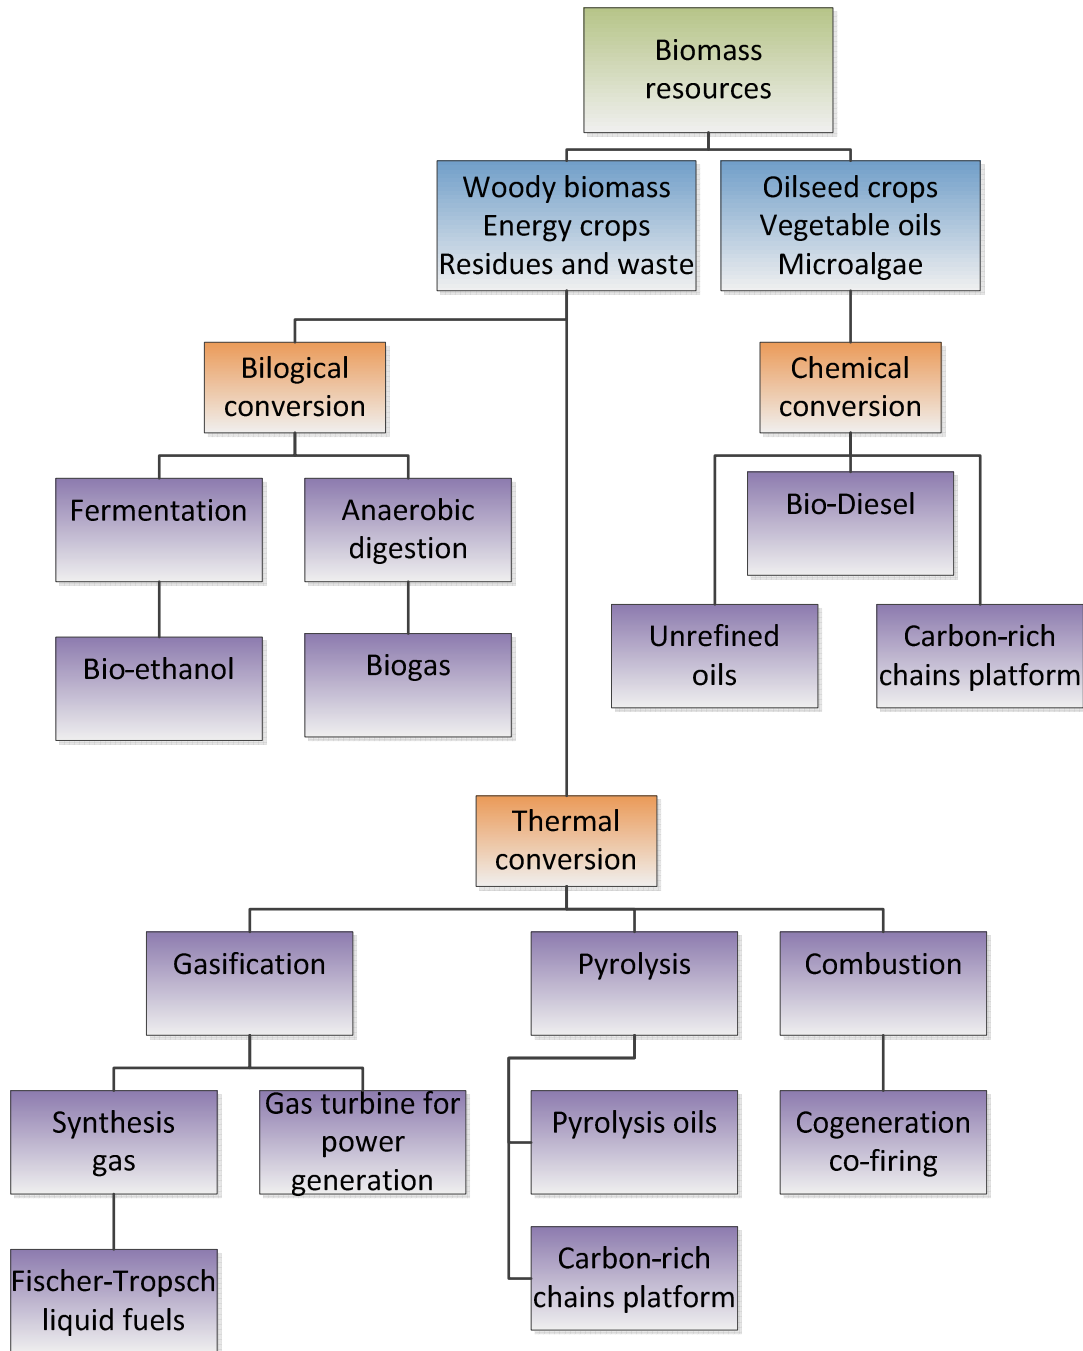 Biomass
resources
Woody biomass
Energy crops
Residues and waste
Oilseed crops
Vegetable oils
Microalgae
Bilogical
conversion
Chemical
conversion
Fermentation
Anaerobic
digestion
Bio-Diesel
Bio-ethanol
Biogas
Unrefined
oils
Carbon-rich
chains platform
Thermal
conversion
Gasification
Pyrolysis
Combustion
Synthesis
gas
Gas turbine for
power
generation
Pyrolysis oils
Cogeneration
co-firing
Fischer-Tropsch
liquid fuels
Carbon-rich
chains platform